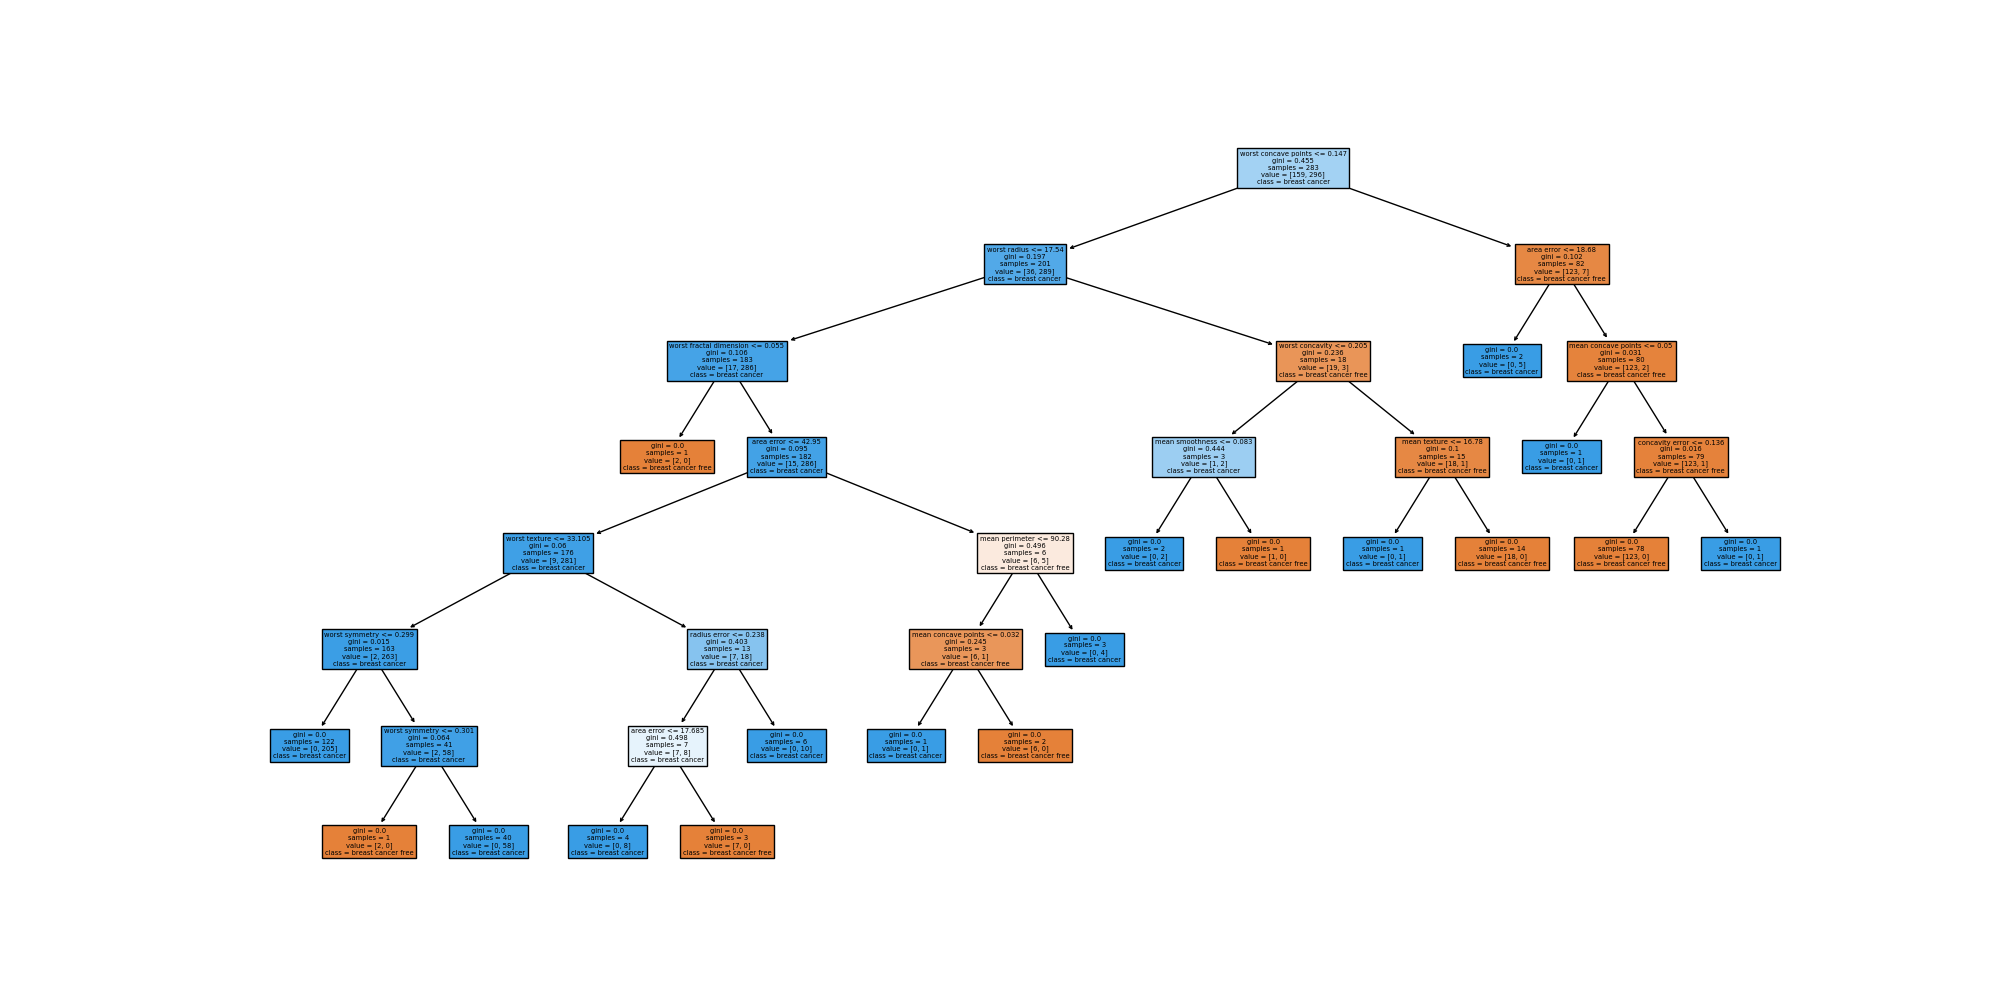 worst concave points <= 0.147
gini = 0.455
samples = 283
value = [159, 296]
class = breast cancer
worst radius <= 17.54
gini = 0.197
samples = 201
value = [36, 289]
class = breast cancer
area error <= 18.68
gini = 0.102
samples = 82
value = [123, 7]
class = breast cancer free
worst fractal dimension <= 0.055
gini = 0.106
samples = 183
value = [17, 286]
class = breast cancer
worst concavity <= 0.205
gini = 0.236
samples = 18
value = [19, 3]
class = breast cancer free
gini = 0.0
samples = 2
value = [0, 5]
class = breast cancer
mean concave points <= 0.05
gini = 0.031
samples = 80
value = [123, 2]
class = breast cancer free
gini = 0.0
samples = 1
value = [2, 0]
class = breast cancer free
area error <= 42.95
gini = 0.095
samples = 182
value = [15, 286]
class = breast cancer
mean smoothness <= 0.083
gini = 0.444
samples = 3
value = [1, 2]
class = breast cancer
mean texture <= 16.78
gini = 0.1
samples = 15
value = [18, 1]
class = breast cancer free
gini = 0.0
samples = 1
value = [0, 1]
class = breast cancer
concavity error <= 0.136
gini = 0.016
samples = 79
value = [123, 1]
class = breast cancer free
worst texture <= 33.105
gini = 0.06
samples = 176
value = [9, 281]
class = breast cancer
mean perimeter <= 90.28
gini = 0.496
samples = 6
value = [6, 5]
class = breast cancer free
gini = 0.0
samples = 2
value = [0, 2]
class = breast cancer
gini = 0.0
samples = 1
value = [1, 0]
class = breast cancer free
gini = 0.0
samples = 1
value = [0, 1]
class = breast cancer
gini = 0.0
samples = 14
value = [18, 0]
class = breast cancer free
gini = 0.0
samples = 78
value = [123, 0]
class = breast cancer free
gini = 0.0
samples = 1
value = [0, 1]
class = breast cancer
worst symmetry <= 0.299
gini = 0.015
samples = 163
value = [2, 263]
class = breast cancer
radius error <= 0.238
gini = 0.403
samples = 13
value = [7, 18]
class = breast cancer
mean concave points <= 0.032
gini = 0.245
samples = 3
value = [6, 1]
class = breast cancer free
gini = 0.0
samples = 3
value = [0, 4]
class = breast cancer
gini = 0.0
samples = 122
value = [0, 205]
class = breast cancer
worst symmetry <= 0.301
gini = 0.064
samples = 41
value = [2, 58]
class = breast cancer
area error <= 17.685
gini = 0.498
samples = 7
value = [7, 8]
class = breast cancer
gini = 0.0
samples = 6
value = [0, 10]
class = breast cancer
gini = 0.0
samples = 1
value = [0, 1]
class = breast cancer
gini = 0.0
samples = 2
value = [6, 0]
class = breast cancer free
gini = 0.0
samples = 1
value = [2, 0]
class = breast cancer free
gini = 0.0
samples = 40
value = [0, 58]
class = breast cancer
gini = 0.0
samples = 4
value = [0, 8]
class = breast cancer
gini = 0.0
samples = 3
value = [7, 0]
class = breast cancer free